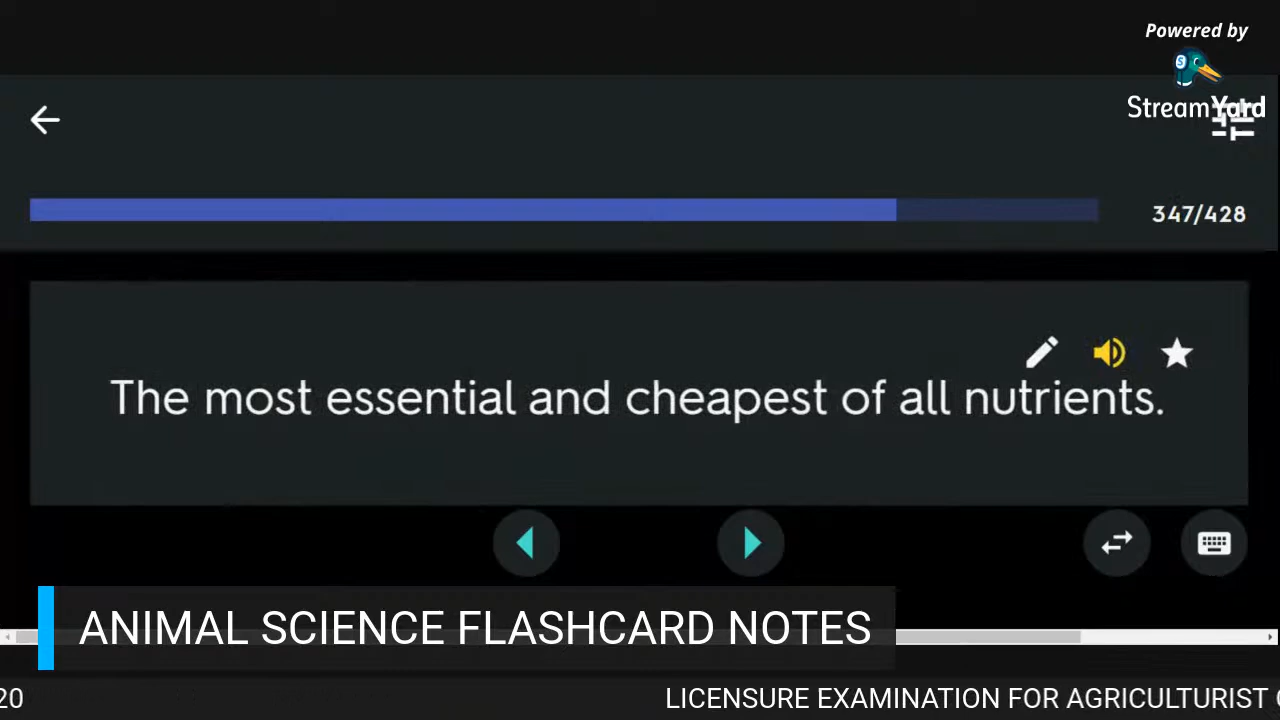 Powered by
StreamYard
347/428
The most essential and cheapest of all nutrients.
ANIMAL SCIENCE FLASHCARD NOTES
20 LICENSURE EXAMINATION FOR AGRICULTURIST